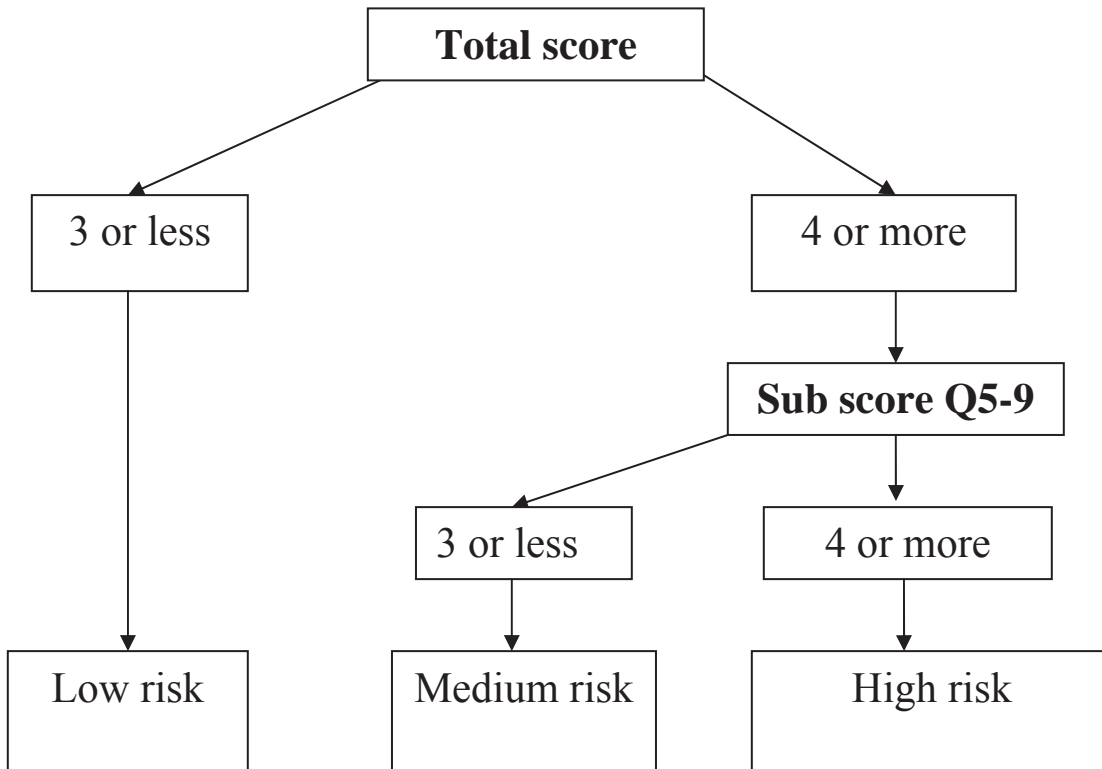 Total score
3 or less
4 or more
Sub score Q5-9
3 or less
4 or more
Low risk
Medium risk
High risk